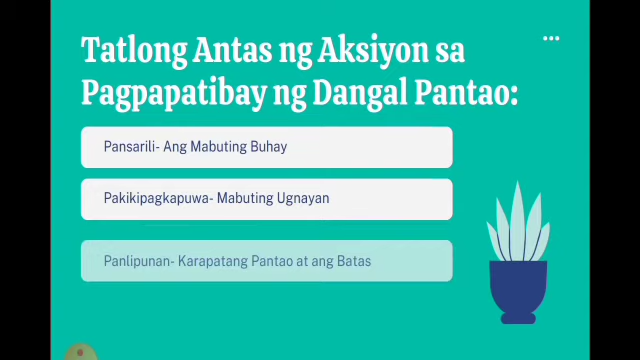 Tatlong Antas ng Aksiyon sa
Pagpapatibay ng Dangal Pantao:
Pansarili- Ang Mabuting Buhay
Pakikipagkapuwa- Mabuting Ugnayan
Panlipunan- Karapatang Pantao at ang Batas